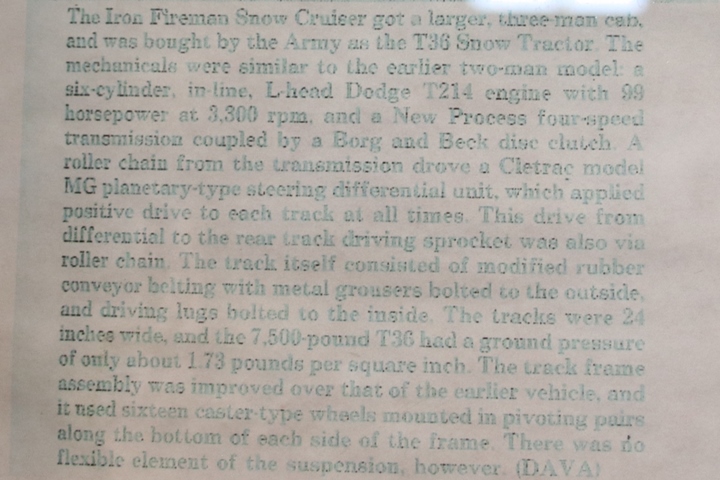 The Iron Fireman Snow Cruiser got a larger, three-man cab,
and was bought by the Army as the T36 Snow Tractor. The
mechanicals were similar to the earlier two-man model: a
six-cylinder, in-line, L-head Dodge T214 engine with 99
horsepower at 3,300 rpm, and a New Process four-speed
transmission coupled by a Borg and Beck disc clutch. A
roller chain from the transmission drove a Cletrac model
MG planetary-type steering differential unit, which applied
positive drive to each track at all times. This drive from
differential to the rear track driving sprocket was also via
roller chain. The track itself consisted of modified rubber
conveyor belting with metal grousers bolted to the outside,
and driving lugs bolted to the inside. The tracks were 24
inches wide, and the 7,500-pound T36 had a ground pressure
of only about 1.73 pounds per square inch. The track frame
assembly was improved over that of the earlier vehicle, and
it used sixteen caster-type wheels mounted in pivoting pairs
along the bottom of each side of the frame. There was no
flexible element of the suspension, however. (DAVA)